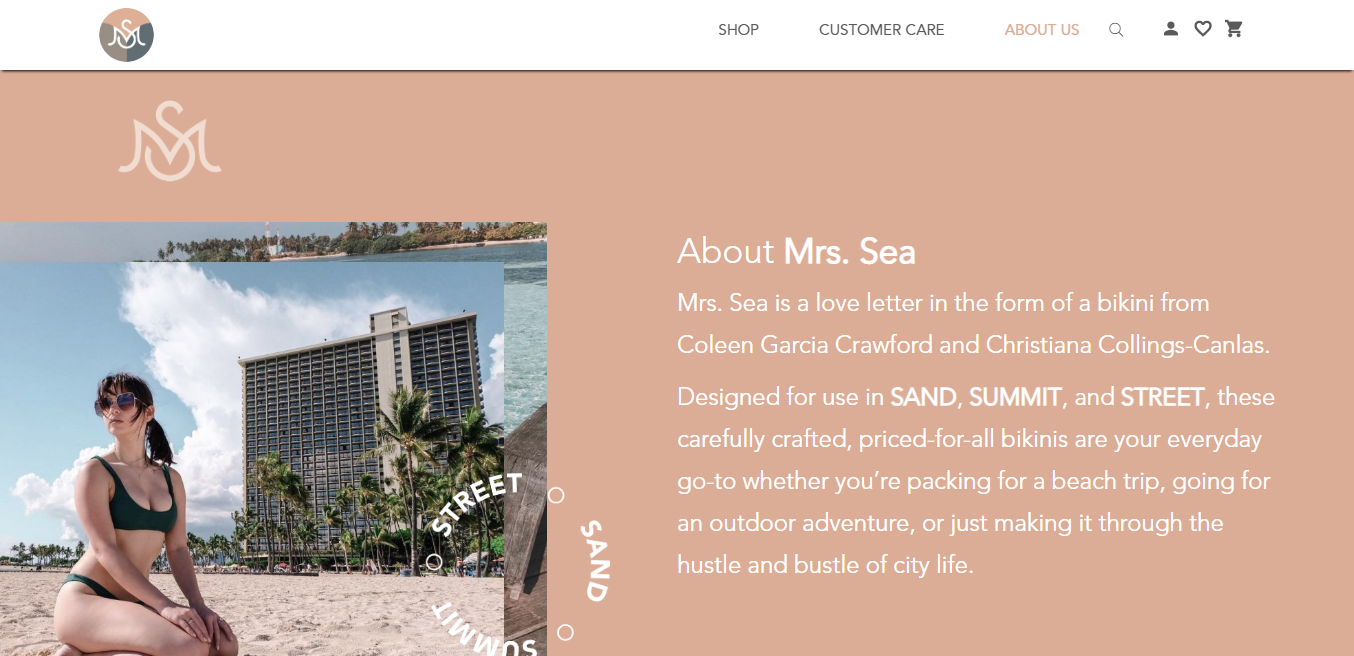 SHOP CUSTOMER CARE ABOUT US
About Mrs. Sea
Mrs. Sea is a love letter in the form of a bikini from
Coleen Garcia Crawford and Christiana Collings-Canlas.
Designed for use in SAND, SUMMIT, and STREET, these
carefully crafted, priced-for-all bikinis are your everyday
go-to whether you’re packing for a beach trip, going for
an outdoor adventure, or just making it through the
hustle and bustle of city life.
STREET
SAND
SUMMIT